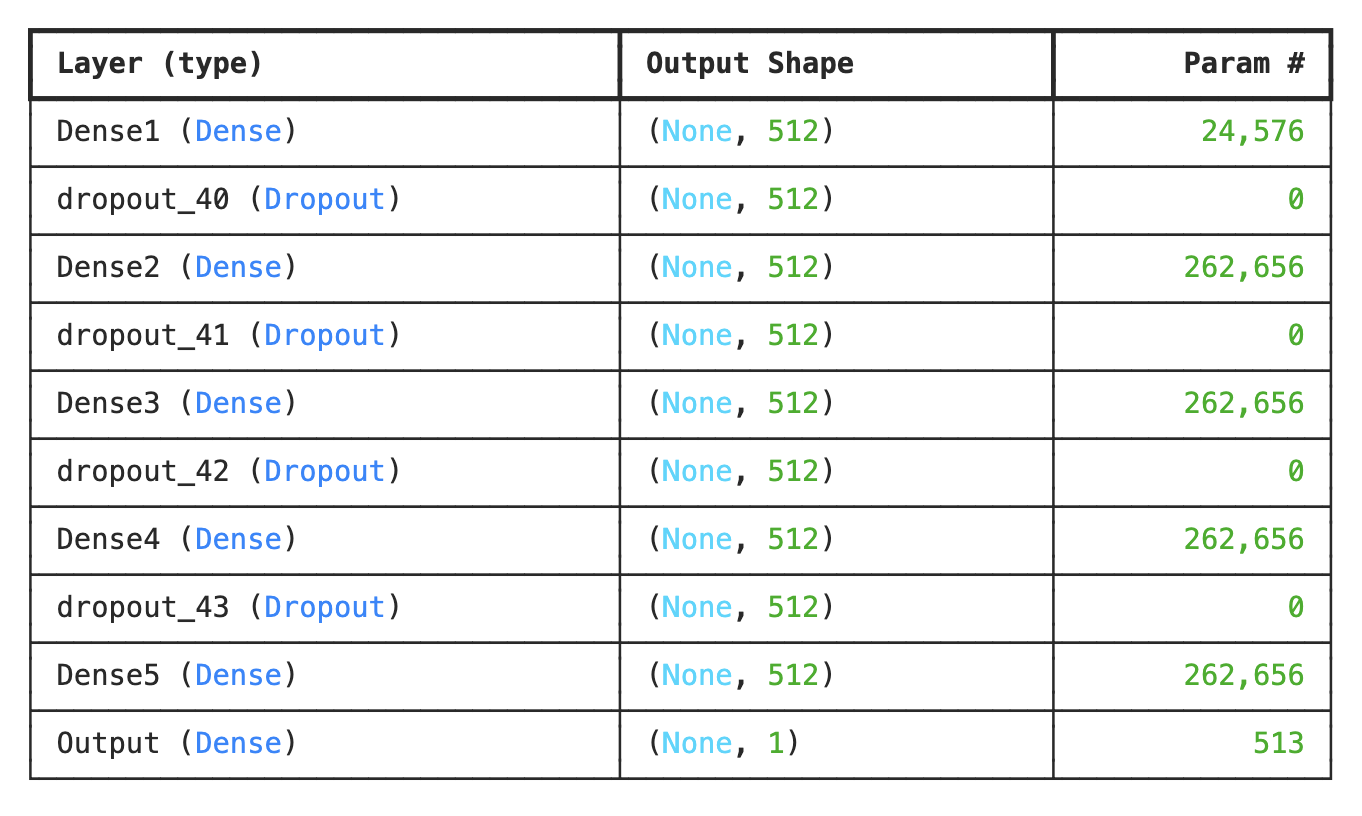 Layer (type) Output Shape Param #
Dense1 (Dense) (None, 512) 24,576
dropout_40 (Dropout) (None, 512) 0
Dense2 (Dense) (None, 512) 262,656
dropout_41 (Dropout) (None, 512) 0
Dense3 (Dense) (None, 512) 262,656
dropout_42 (Dropout) (None, 512) 0
Dense4 (Dense) (None, 512) 262,656
dropout_43 (Dropout) (None, 512) 0
Dense5 (Dense) (None, 512) 262,656
Output (Dense) (None, 1) 513